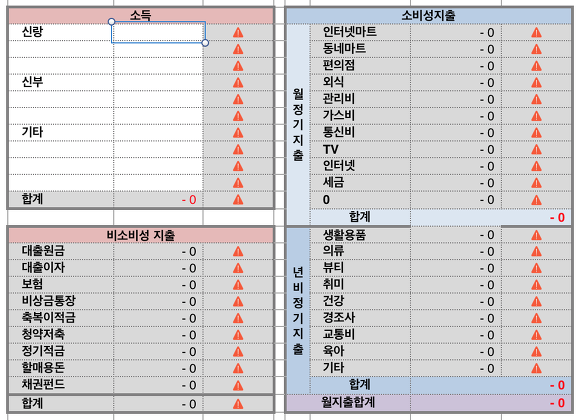 소득
신랑
신부
기타
합계 - 0
비소비성 지출
대출원금 - 0
대출이자 - 0
보험 - 0
비상금통장 - 0
축복이적금 - 0
청약저축 - 0
정기적금 - 0
할매용돈 - 0
채권펀드 - 0
합계 - 0
소비성지출
월정기지출
인터넷마트 - 0
동네마트 - 0
편의점 - 0
외식 - 0
관리비 - 0
가스비 - 0
통신비 - 0
TV - 0
인터넷 - 0
세금 - 0
0 - 0
합계 - 0
년비정기지출
생활용품 - 0
의류 - 0
뷰티 - 0
취미 - 0
건강 - 0
경조사 - 0
교통비 - 0
육아 - 0
기타 - 0
합계 - 0
월지출합계 - 0